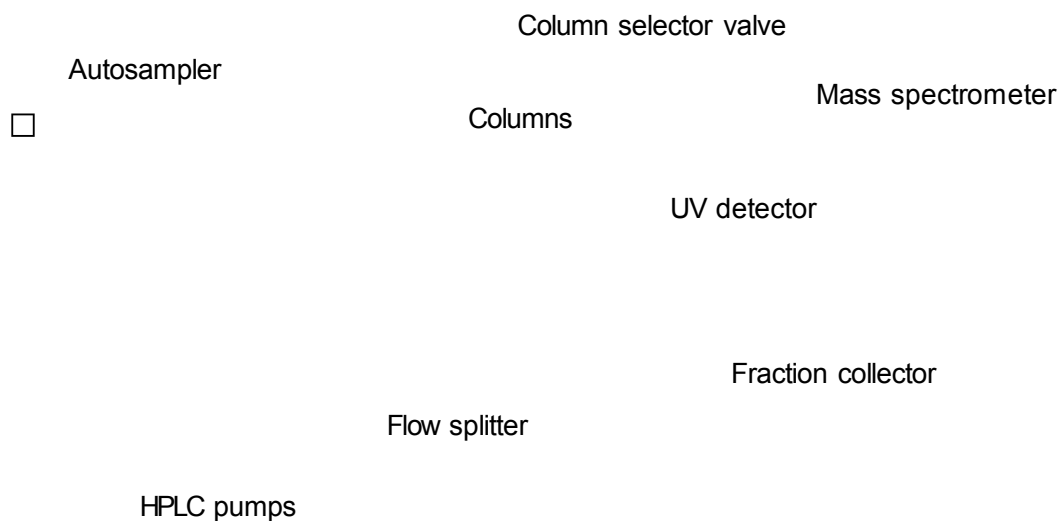 Column selector valve
Autosampler
Mass spectrometer
Columns
UV detector
Fraction collector
Flow splitter
HPLC pumps